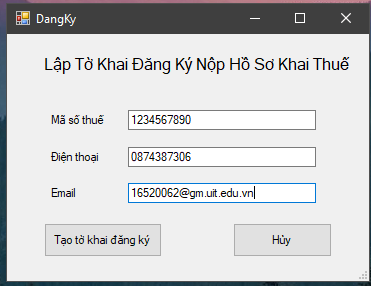 DangKy
Lập Tờ Khai Đăng Ký Nộp Hồ Sơ Khai Thuế
Mã số thuế 1234567890
Điện thoại 0874387306
Email 16520062@gm.uit.edu.vn
Tạo tờ khai đăng ký Hủy